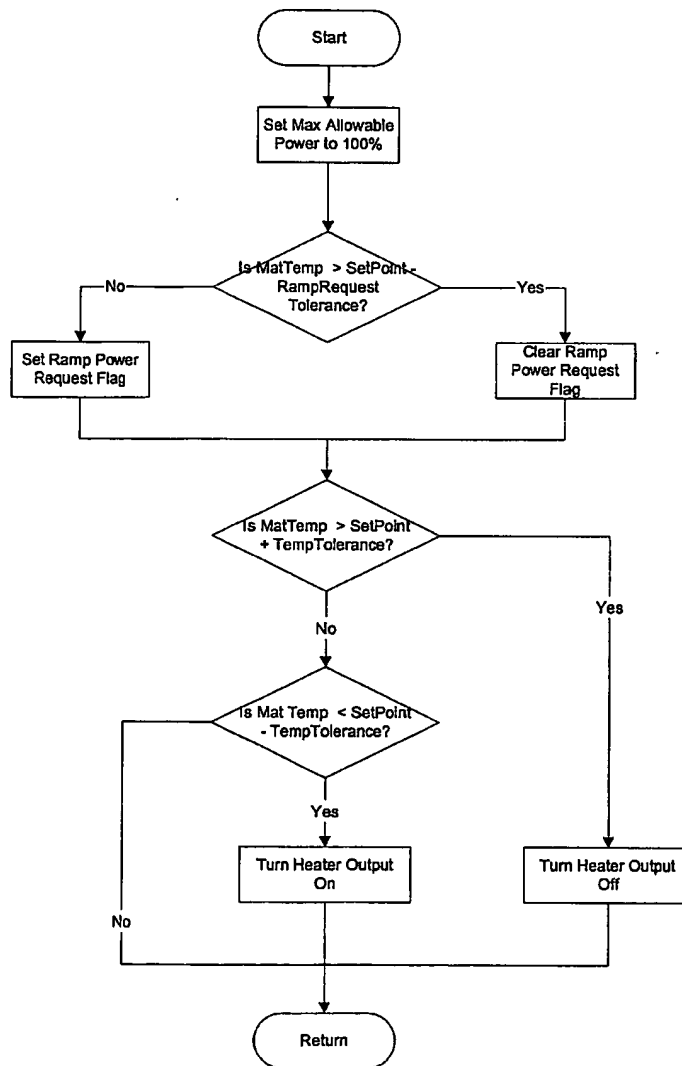 Start
Set Max Allowable
Power to 100%
Is MatTemp > SetPoint -
RampRequest
Tolerance?
No
Yes
Set Ramp Power
Request Flag
Clear Ramp
Power Request
Flag
Is MatTemp > SetPoint
+ TempTolerance?
Yes
No
Is Mat Temp < SetPoint
- TempTolerance?
Yes
Turn Heater Output
On
Turn Heater Output
Off
No
Return